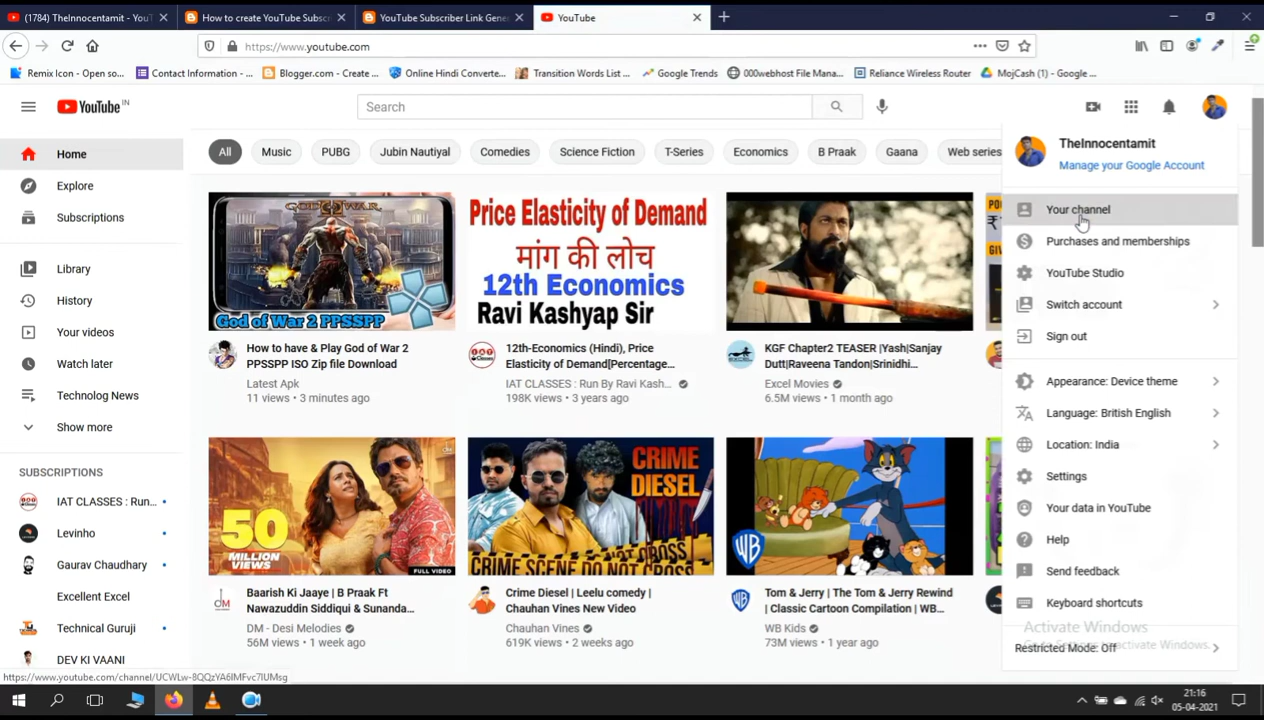 (1784) TheInnocentamit - YouT
How to create YouTube Subscr
YouTube Subscriber Link Gener
YouTube
https://www.youtube.com
Remix Icon - Open so...
Contact Information - ...
Blogger.com - Create ...
Online Hindi Converte...
Transition Words List ...
Google Trends
000webhost File Mana...
Reliance Wireless Router
MojCash (1) - Google ...
YouTube IN
Search
TheInnocentamit
Manage your Google Account
Home
Explore
Subscriptions
Library
History
Your videos
Watch later
Technolog News
Show more
SUBSCRIPTIONS
IAT CLASSES : Run...
Levinho
Gaurav Chaudhary
Excellent Excel
Technical Guruji
DEV KI VAANI
All
Music
PUBG
Jubin Nautiyal
Comedies
Science Fiction
T-Series
Economics
B Praak
Gaana
Web series
God of War 2 PPSSPP
How to have & Play God of War 2
PPSSPP ISO Zip file Download
Latest Apk
11 views • 3 minutes ago
Price Elasticity of Demand
मांग की लोच
12th Economics
Ravi Kashyap Sir
12th-Economics (Hindi), Price
Elasticity of Demand[Percentage...
IAT CLASSES : Run By Ravi Kash...
198K views • 3 years ago
KGF Chapter2 TEASER |Yash|Sanjay
Dutt|Raveena Tandon|Srinidhi...
Excel Movies
6.5M views • 1 month ago
50
MILLION
VIEWS
FULL VIDEO
Baarish Ki Jaaye | B Praak Ft
Nawazuddin Siddiqui & Sunanda...
DM - Desi Melodies
56M views • 1 week ago
CRIME
DIESEL
CRIME SCENE DO NOT CROSS
Crime Diesel | Leelu comedy |
Chauhan Vines New Video
Chauhan Vines
619K views • 2 weeks ago
WB
Tom & Jerry | The Tom & Jerry Rewind
| Classic Cartoon Compilation | WB...
WB Kids
73M views • 1 year ago
Your channel
Purchases and memberships
YouTube Studio
Switch account
Sign out
Appearance: Device theme
Language: British English
Location: India
Settings
Your data in YouTube
Help
Send feedback
Keyboard shortcuts
Activate Windows
Restricted Mode: Off
https://www.youtube.com/channel/UCWLw-8QQzYA6IMFvc7IUMsg
21:16
05-04-2021